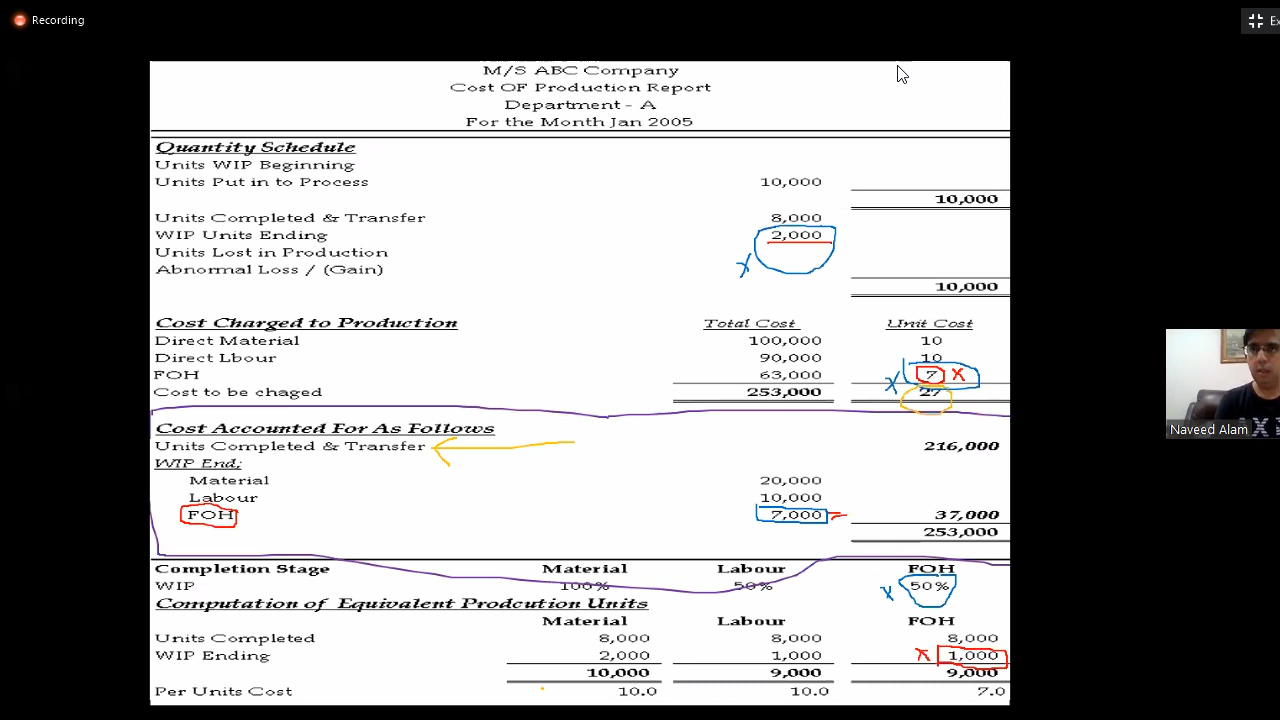 Recording
Ex
M/S ABC Company
Cost OF Production Report
Department - A
For the Month Jan 2005
Quantity Schedule
Units WIP Beginning
Units Put in to Process 10,000
10,000
Units Completed & Transfer 8,000
WIP Units Ending 2,000
Units Lost in Production
Abnormal Loss / (Gain)
10,000
Cost Charged to Production Total Cost Unit Cost
Direct Material 100,000 10
Direct Lbour 90,000 10
FOH 63,000 7 x
x
Cost to be chaged 253,000 27
Cost Accounted For As Follows
Units Completed & Transfer 216,000
WIP End;
Material 20,000
Labour 10,000
FOH 7,000 = 37,000
253,000
Completion Stage Material Labour FOH
WIP 100% 50% x 50%
Computation of Equivalent Prodcution Units
Material Labour FOH
Units Completed 8,000 8,000 8,000
WIP Ending 2,000 1,000 x 1,000
10,000 9,000 9,000
Per Units Cost 10.0 10.0 7.0
x
Naveed Alam